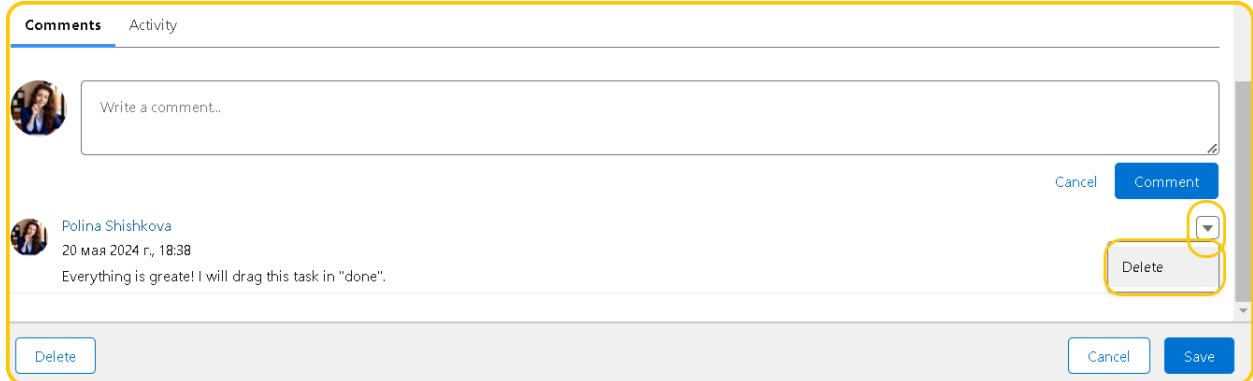 Comments Activity
Write a comment...
Cancel Comment
Polina Shishkova
20 мая 2024 г., 18:38
Everything is greate! I will drag this task in "done".
Delete
Delete Cancel Save